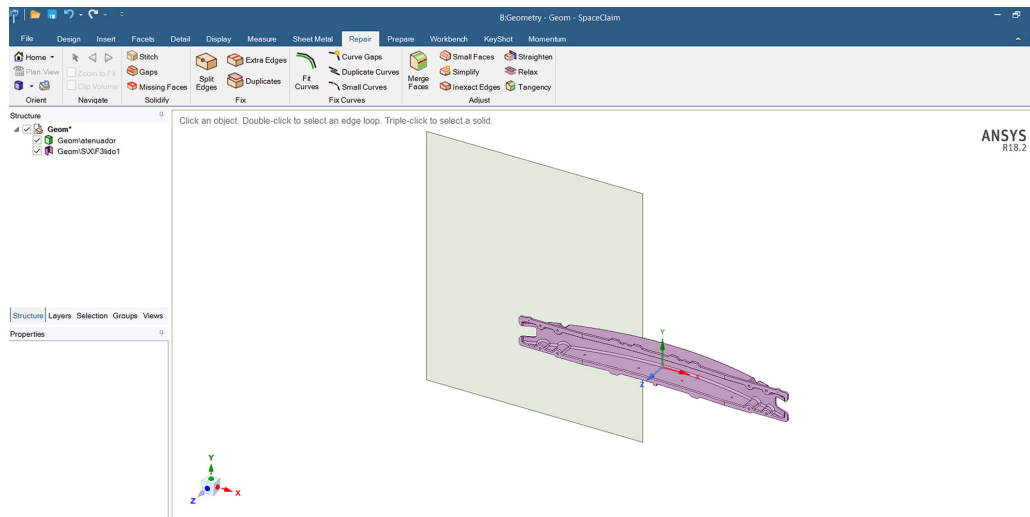 B:Geometry - Geom - SpaceClaim
File Design Insert Facets Detail Display Measure Sheet Metal Repair Prepare Workbench KeyShot Momentum
Home Stitch Extra Edges Curve Gaps Small Faces Straighten
Plan View Zoom to Fit Gaps Split Edges Duplicates Fit Curves Duplicate Curves Merge Faces Simplify Relax
Clip Volume Missing Faces Small Curves Inexact Edges Tangency
Orient Navigate Solidify Fix Fix Curves Adjust
Structure
Click an object. Double-click to select an edge loop. Triple-click to select a solid.
Geom*
Geom\atenuador
Geom\S\X\F3lido1
ANSYS
R18.2
Y
X
Z
Structure Layers Selection Groups Views
Properties
Y
X
Z